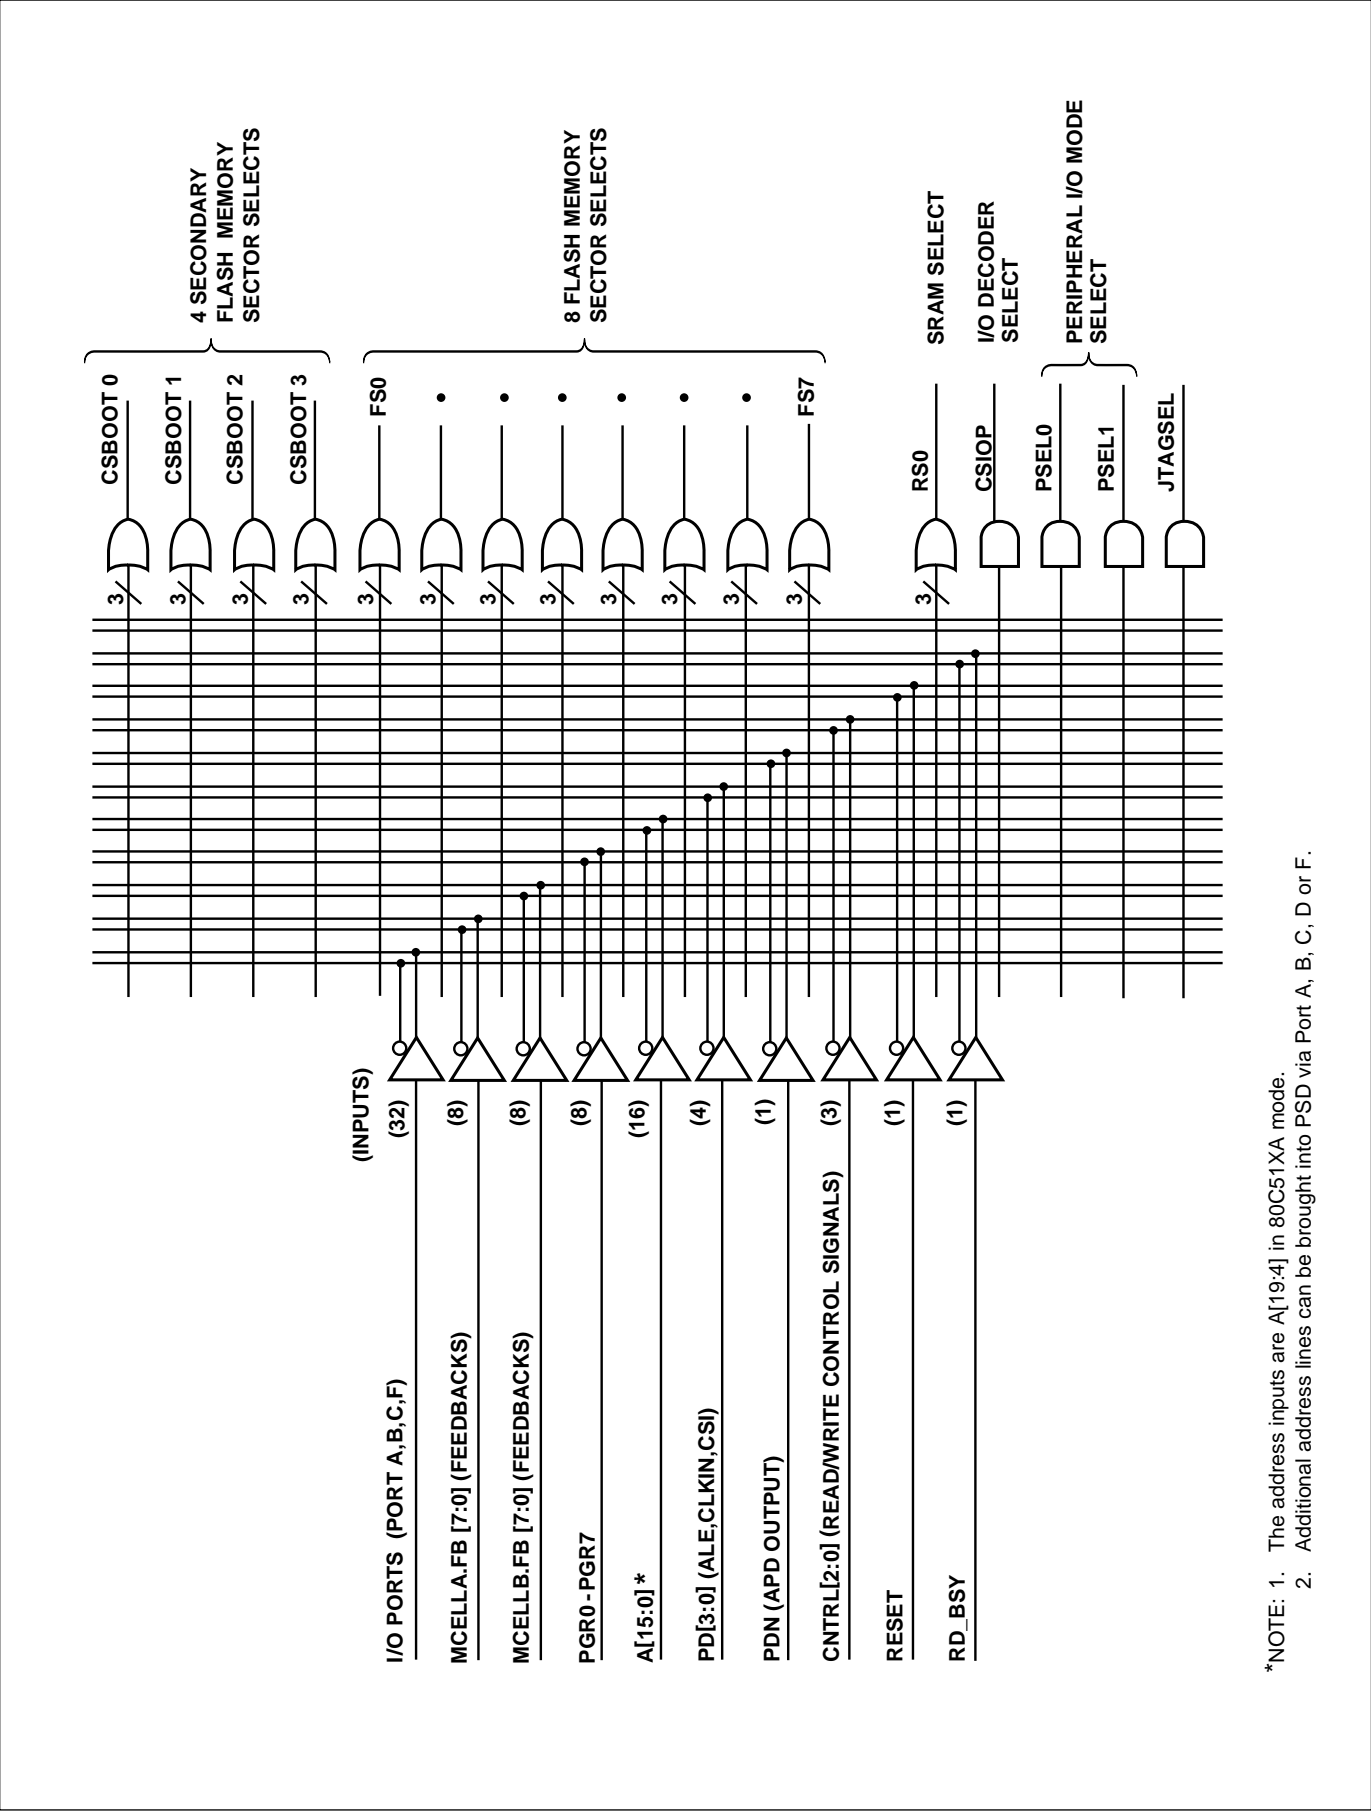 (INPUTS)
I/O PORTS (PORT A,B,C,F)
(32)
MCELLA.FB [7:0] (FEEDBACKS)
(8)
MCELLB.FB [7:0] (FEEDBACKS)
(8)
PGR0 - PGR7
(8)
A[15:0] *
(16)
PD[3:0] (ALE,CLKIN,CSI)
(4)
PDN (APD OUTPUT)
(1)
CNTRL[2:0] (READ/WRITE CONTROL SIGNALS)
(3)
RESET
(1)
RD_BSY
(1)
3
CSBOOT 0
3
CSBOOT 1
3
CSBOOT 2
3
CSBOOT 3
4 SECONDARY
FLASH MEMORY
SECTOR SELECTS
3
FS0
3
3
3
3
3
3
3
FS7
8 FLASH MEMORY
SECTOR SELECTS
3
RS0
SRAM SELECT
CSIOP
I/O DECODER
SELECT
PSEL0
PSEL1
PERIPHERAL I/O MODE
SELECT
JTAGSEL
*NOTE: 1. The address inputs are A[19:4] in 80C51XA mode.
2. Additional address lines can be brought into PSD via Port A, B, C, D or F.